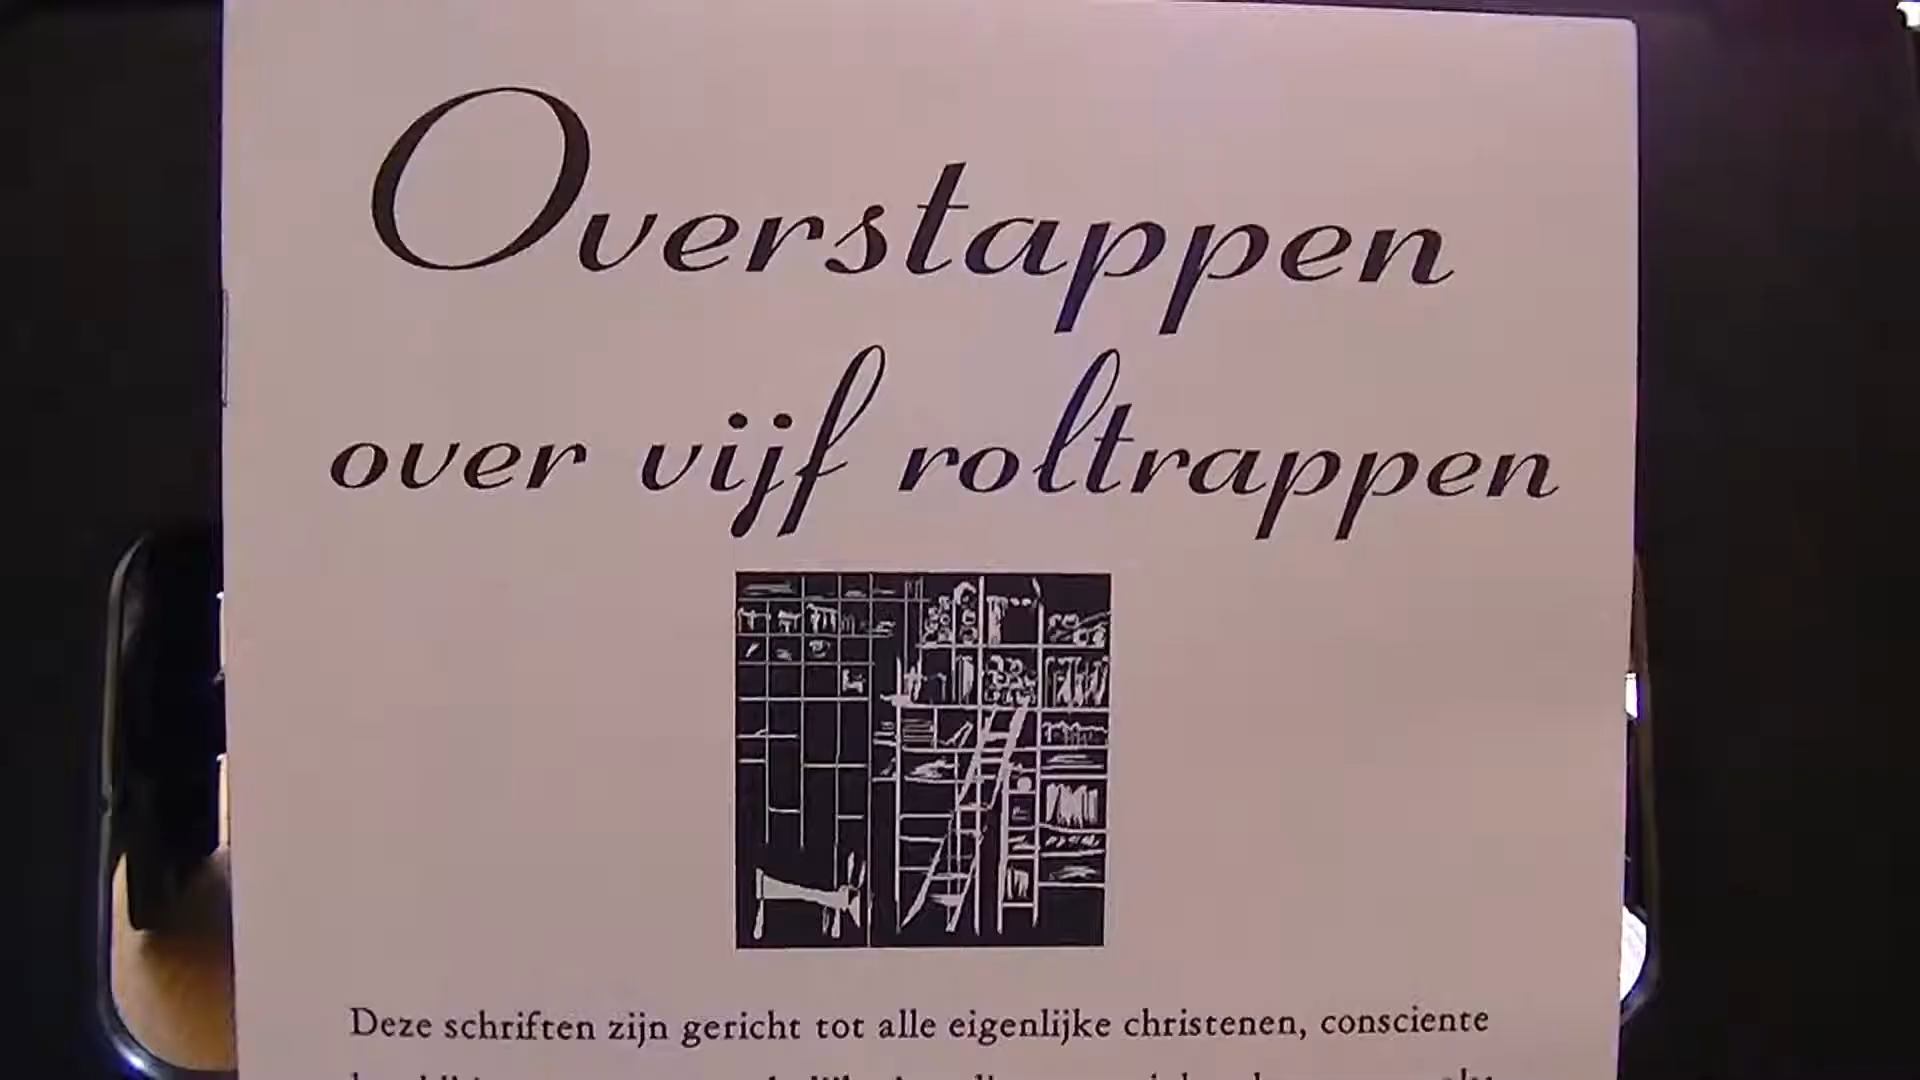 Overstappen
over vijf roltrappen
Deze schriften zijn gericht tot alle eigenlijke christenen, consciente